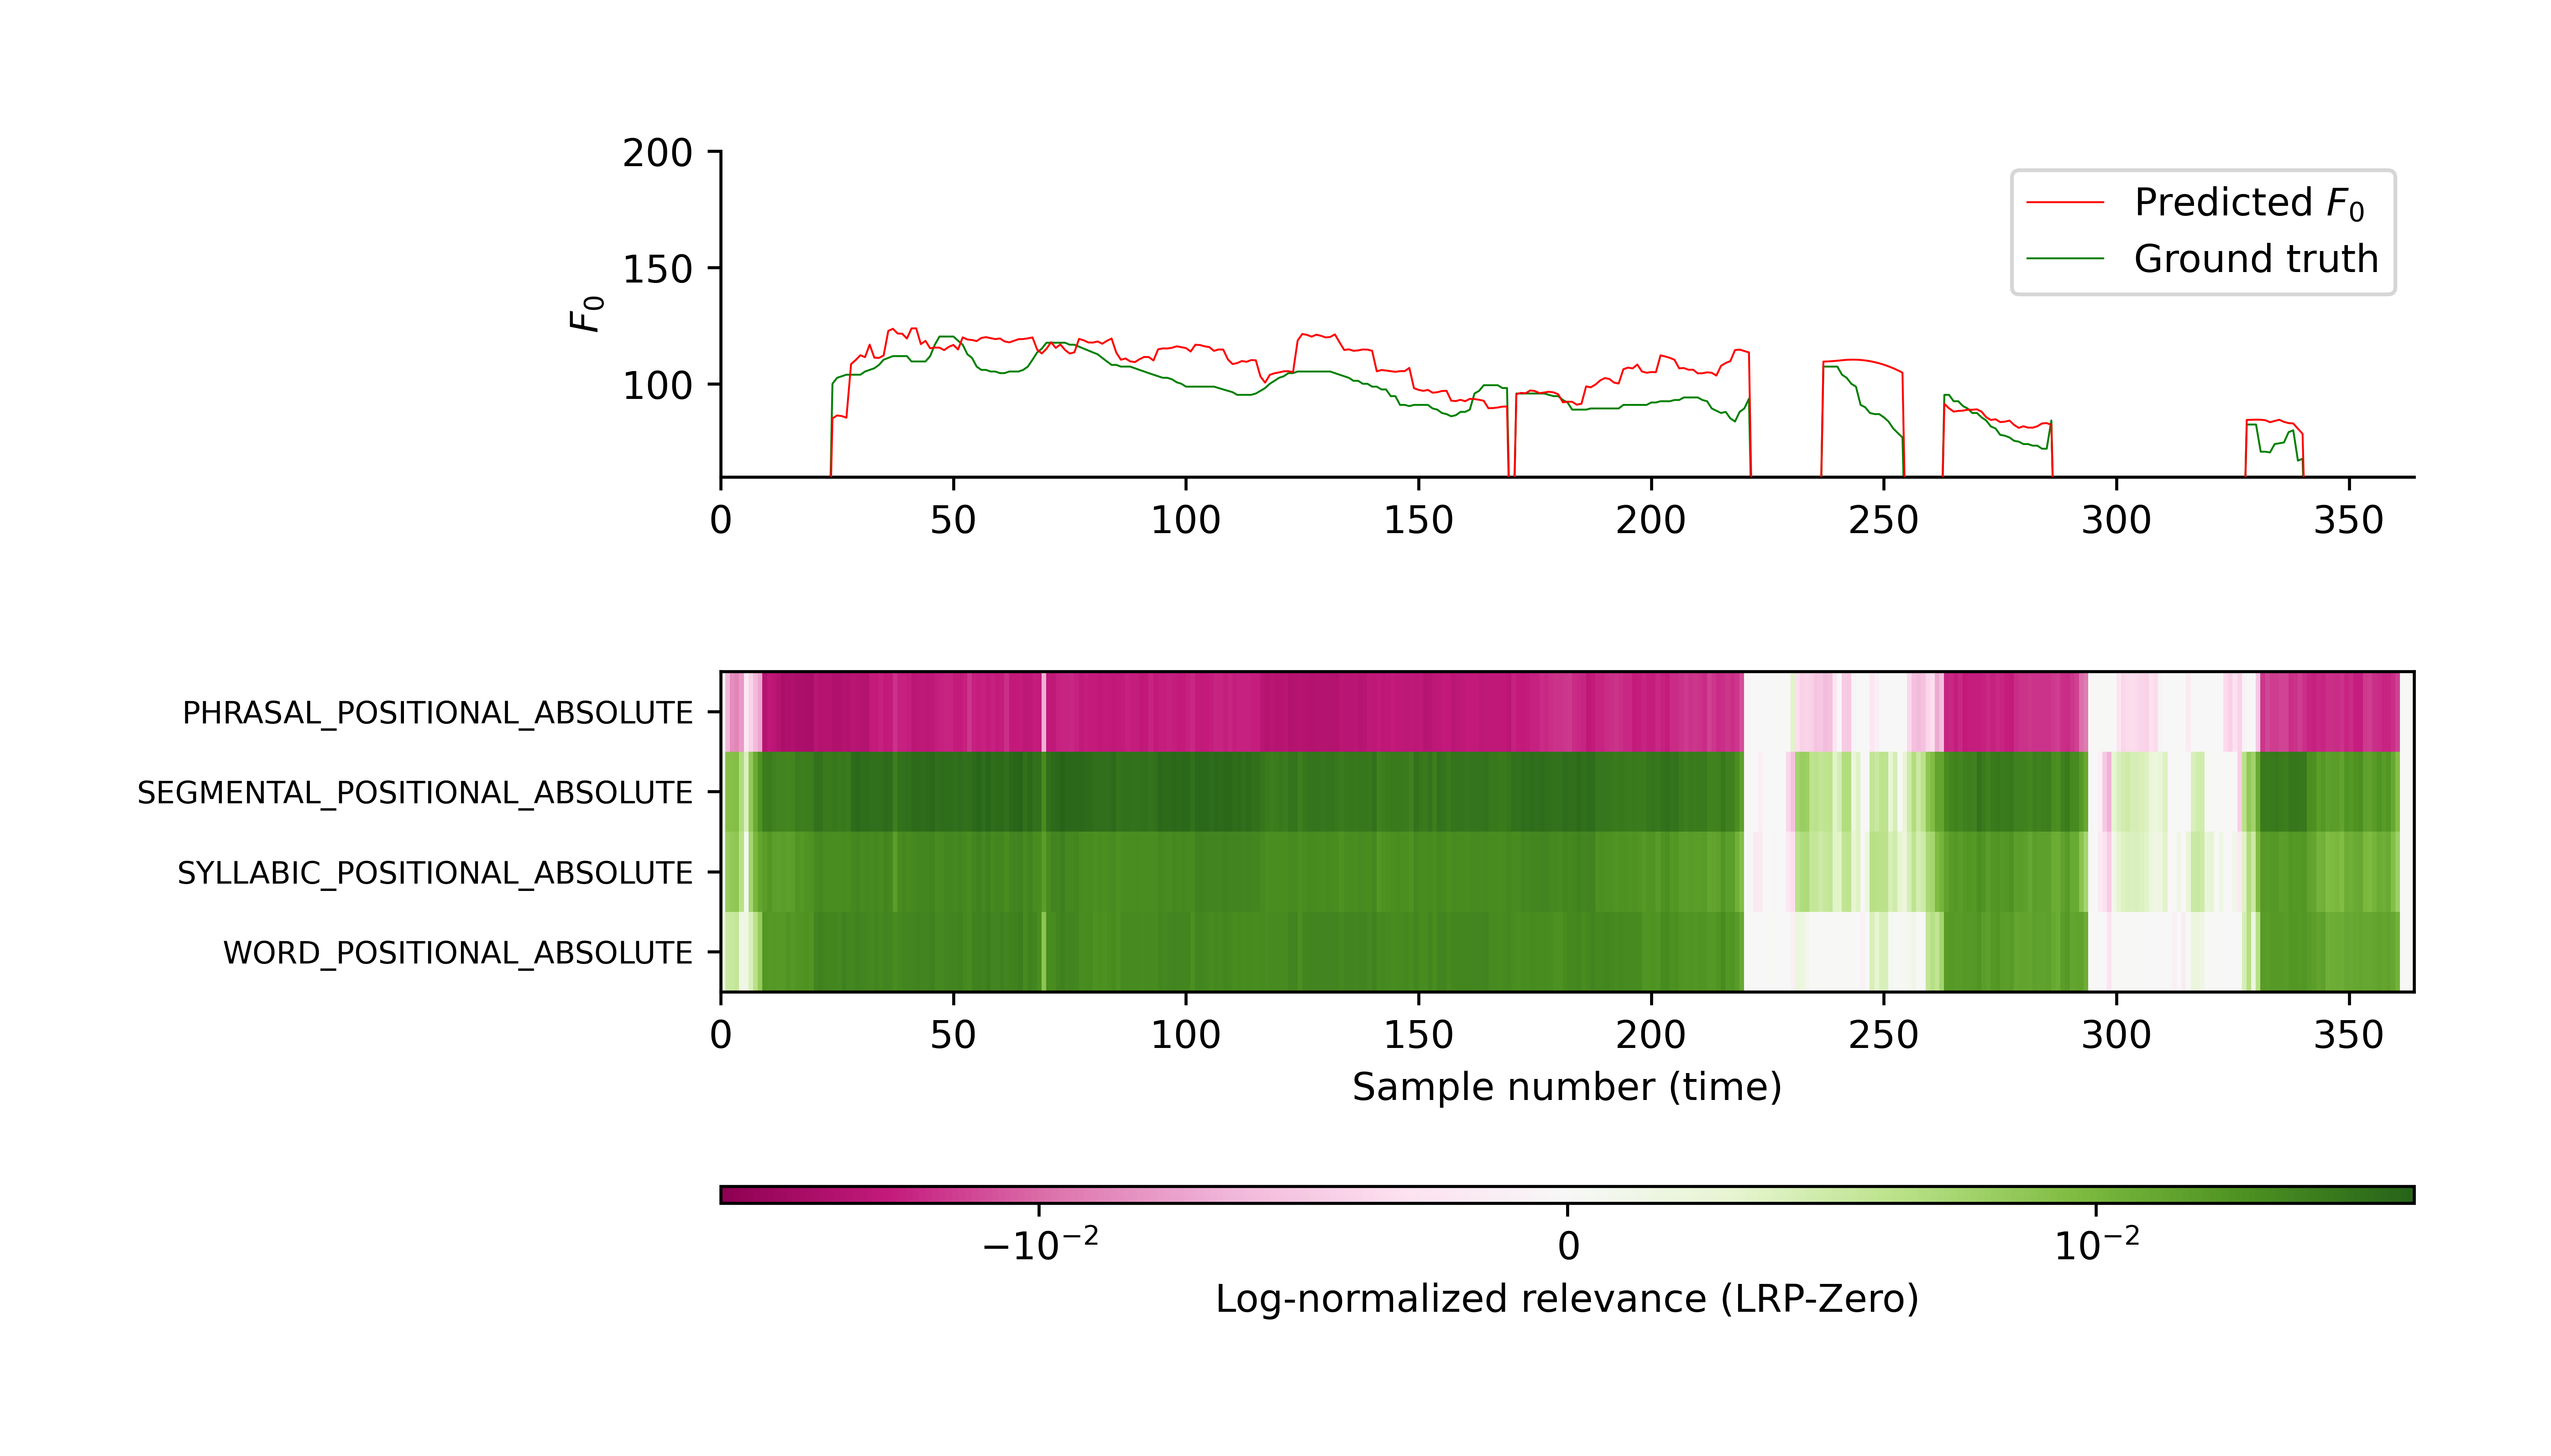 200
150
100
F₀
Predicted F₀
Ground truth
0 50 100 150 200 250 300 350
PHRASAL_POSITIONAL_ABSOLUTE
SEGMENTAL_POSITIONAL_ABSOLUTE
SYLLABIC_POSITIONAL_ABSOLUTE
WORD_POSITIONAL_ABSOLUTE
0 50 100 150 200 250 300 350
Sample number (time)
−10⁻² 0 10⁻²
Log-normalized relevance (LRP-Zero)